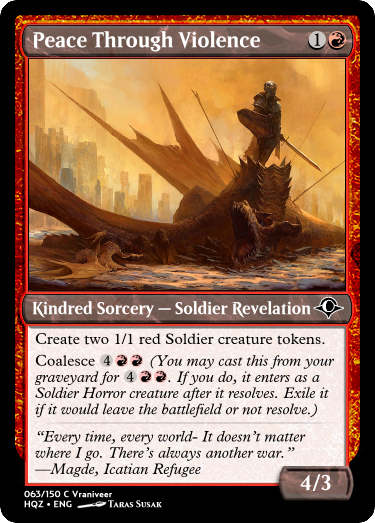 Peace Through Violence 1
Kindred Sorcery — Soldier Revelation
Create two 1/1 red Soldier creature tokens.
Coalesce 4 (You may cast this from your
graveyard for 4. If you do, it enters as a
Soldier Horror creature after it resolves. Exile it
if it would leave the battlefield or not resolve.)
“Every time, every world- It doesn't matter
where I go. There's always another war.”
—Magde, Icatian Refugee
4/3
063/150 C Vraniveer
HQZ • ENG Taras Susak